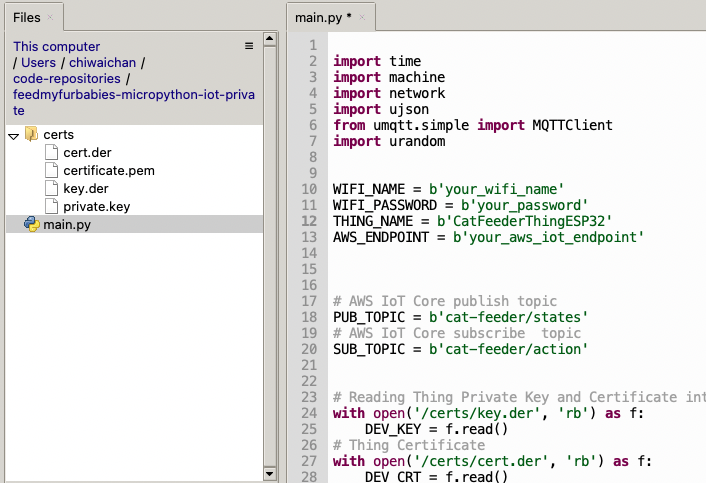 Files ×
This computer
/ Users / chiwaichan /
code-repositories /
feedmyfurbabies-micropython-iot-priva
te
certs
cert.der
certificate.pem
key.der
private.key
main.py
main.py * ×
1
2 import time
3 import machine
4 import network
5 import ujson
6 from umqtt.simple import MQTTClient
7 import urandom
8
9
10 WIFI_NAME = b'your_wifi_name'
11 WIFI_PASSWORD = b'your_password'
12 THING_NAME = b'CatFeederThingESP32'
13 AWS_ENDPOINT = b'your_aws_iot_endpoint'
14
15
16
17 # AWS IoT Core publish topic
18 PUB_TOPIC = b'cat-feeder/states'
19 # AWS IoT Core subscribe  topic
20 SUB_TOPIC = b'cat-feeder/action'
21
22
23 # Reading Thing Private Key and Certificate int
24 with open('/certs/key.der', 'rb') as f:
25     DEV_KEY = f.read()
26 # Thing Certificate
27 with open('/certs/cert.der', 'rb') as f:
28     DEV_CRT = f.read()